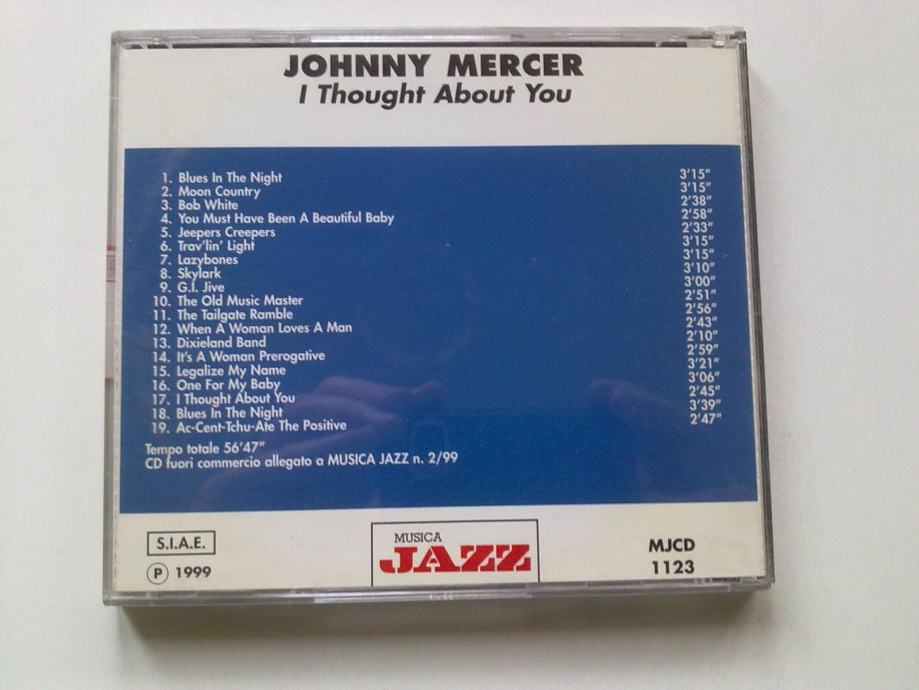 JOHNNY MERCER
I Thought About You
1. Blues In The Night 3'15"
2. Moon Country 3'15"
3. Bob White 2'38"
4. You Must Have Been A Beautiful Baby 2'58"
5. Jeepers Creepers 2'33"
6. Trav'lin' Light 3'15"
7. Lazybones 3'15"
8. Skylark 3'10"
9. G.I. Jive 3'00"
10. The Old Music Master 2'51"
11. The Tailgate Ramble 2'56"
12. When A Woman Loves A Man 2'43"
13. Dixieland Band 2'10"
14. It's A Woman Prerogative 2'59"
15. Legalize My Name 3'21"
16. One For My Baby 3'06"
17. I Thought About You 2'45"
18. Blues In The Night 3'39"
19. Ac-Cent-Tchu-Ate The Positive 2'47"
Tempo totale 56'47"
CD fuori commercio allegato a MUSICA JAZZ n. 2/99
S.I.A.E.
℗ 1999
MUSICA
JAZZ
MJCD
1123